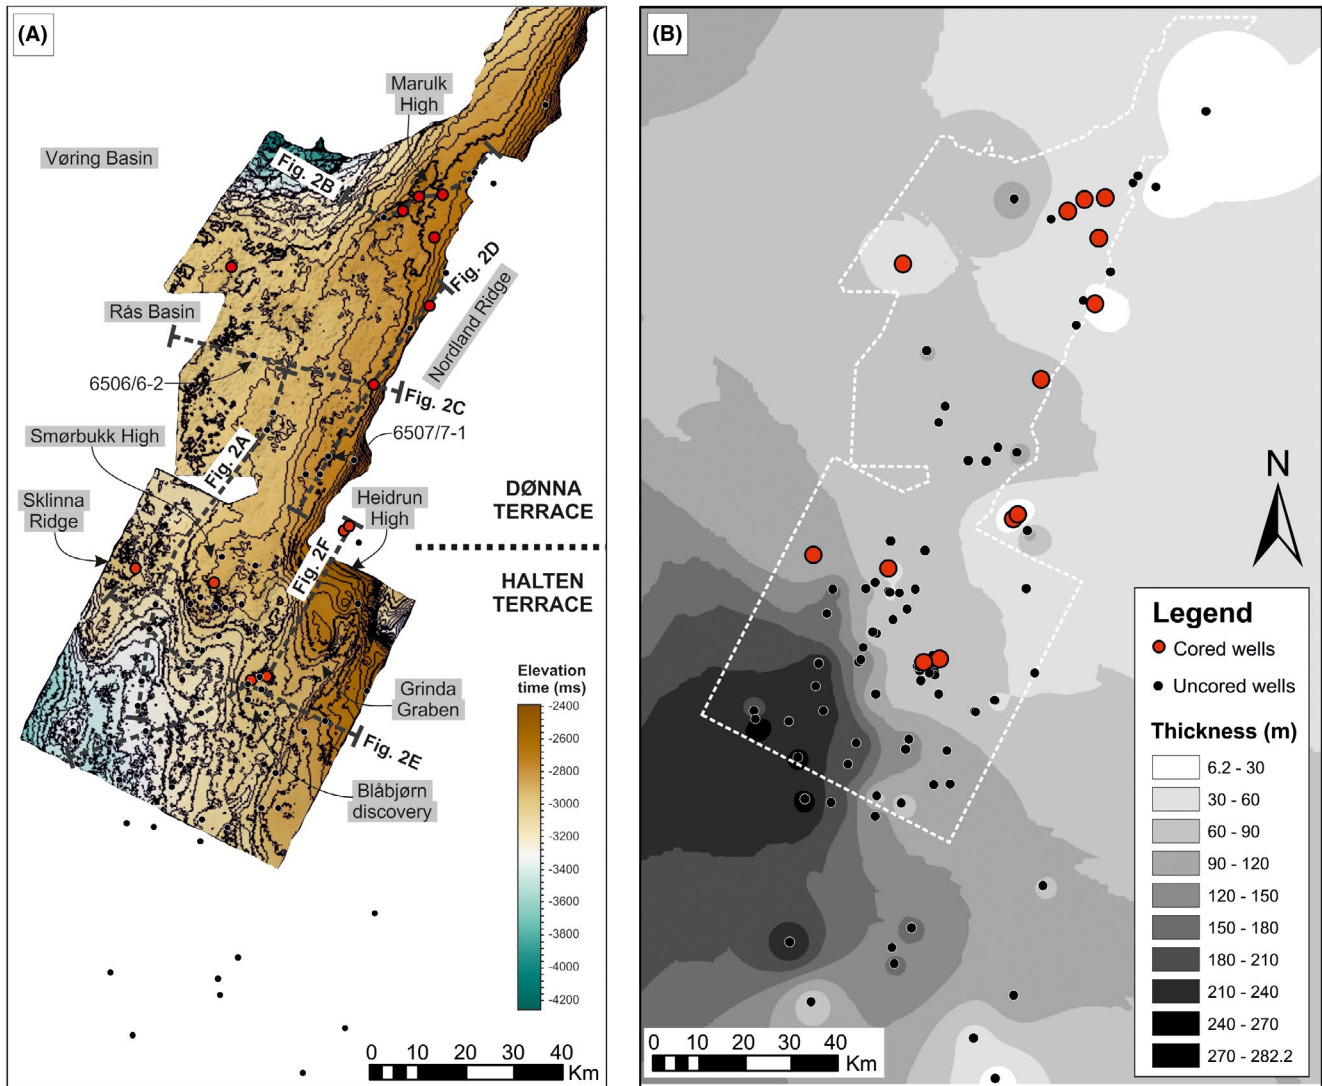 (A)
Marulk
High
Vøring Basin
Fig. 2B
Fig. 2D
Nordland Ridge
Rås Basin
6506/6-2
Fig. 2C
Smørbukk High
6507/7-1
Fig. 2A
Sklinna
Ridge
DØNNA
TERRACE
Heidrun
High
Fig. 2F
HALTEN
TERRACE
Elevation
time (ms)
-2400
-2600
-2800
-3000
-3200
-3400
-3600
-3800
-4000
-4200
Grinda
Graben
Fig. 2E
Blåbjørn
discovery
0 10 20 30 40
Km
(B)
N
Legend
Cored wells
Uncored wells
Thickness (m)
6.2 - 30
30 - 60
60 - 90
90 - 120
120 - 150
150 - 180
180 - 210
210 - 240
240 - 270
270 - 282.2
0 10 20 30 40
Km